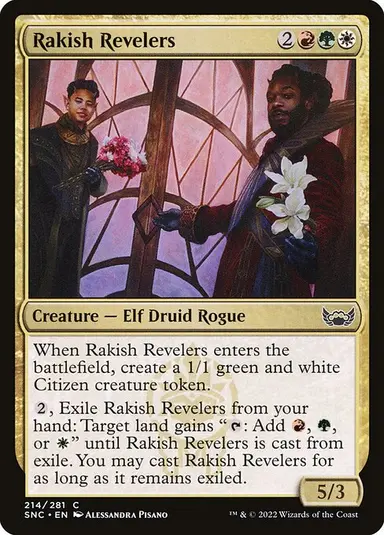 Rakish Revelers 2
Creature — Elf Druid Rogue
When Rakish Revelers enters the
battlefield, create a 1/1 green and white
Citizen creature token.
2, Exile Rakish Revelers from your
hand: Target land gains “: Add , ,
or ” until Rakish Revelers is cast from
exile. You may cast Rakish Revelers for
as long as it remains exiled.
5/3
214/281 C
SNC • EN Alessandra Pisano
™ & © 2022 Wizards of the Coast